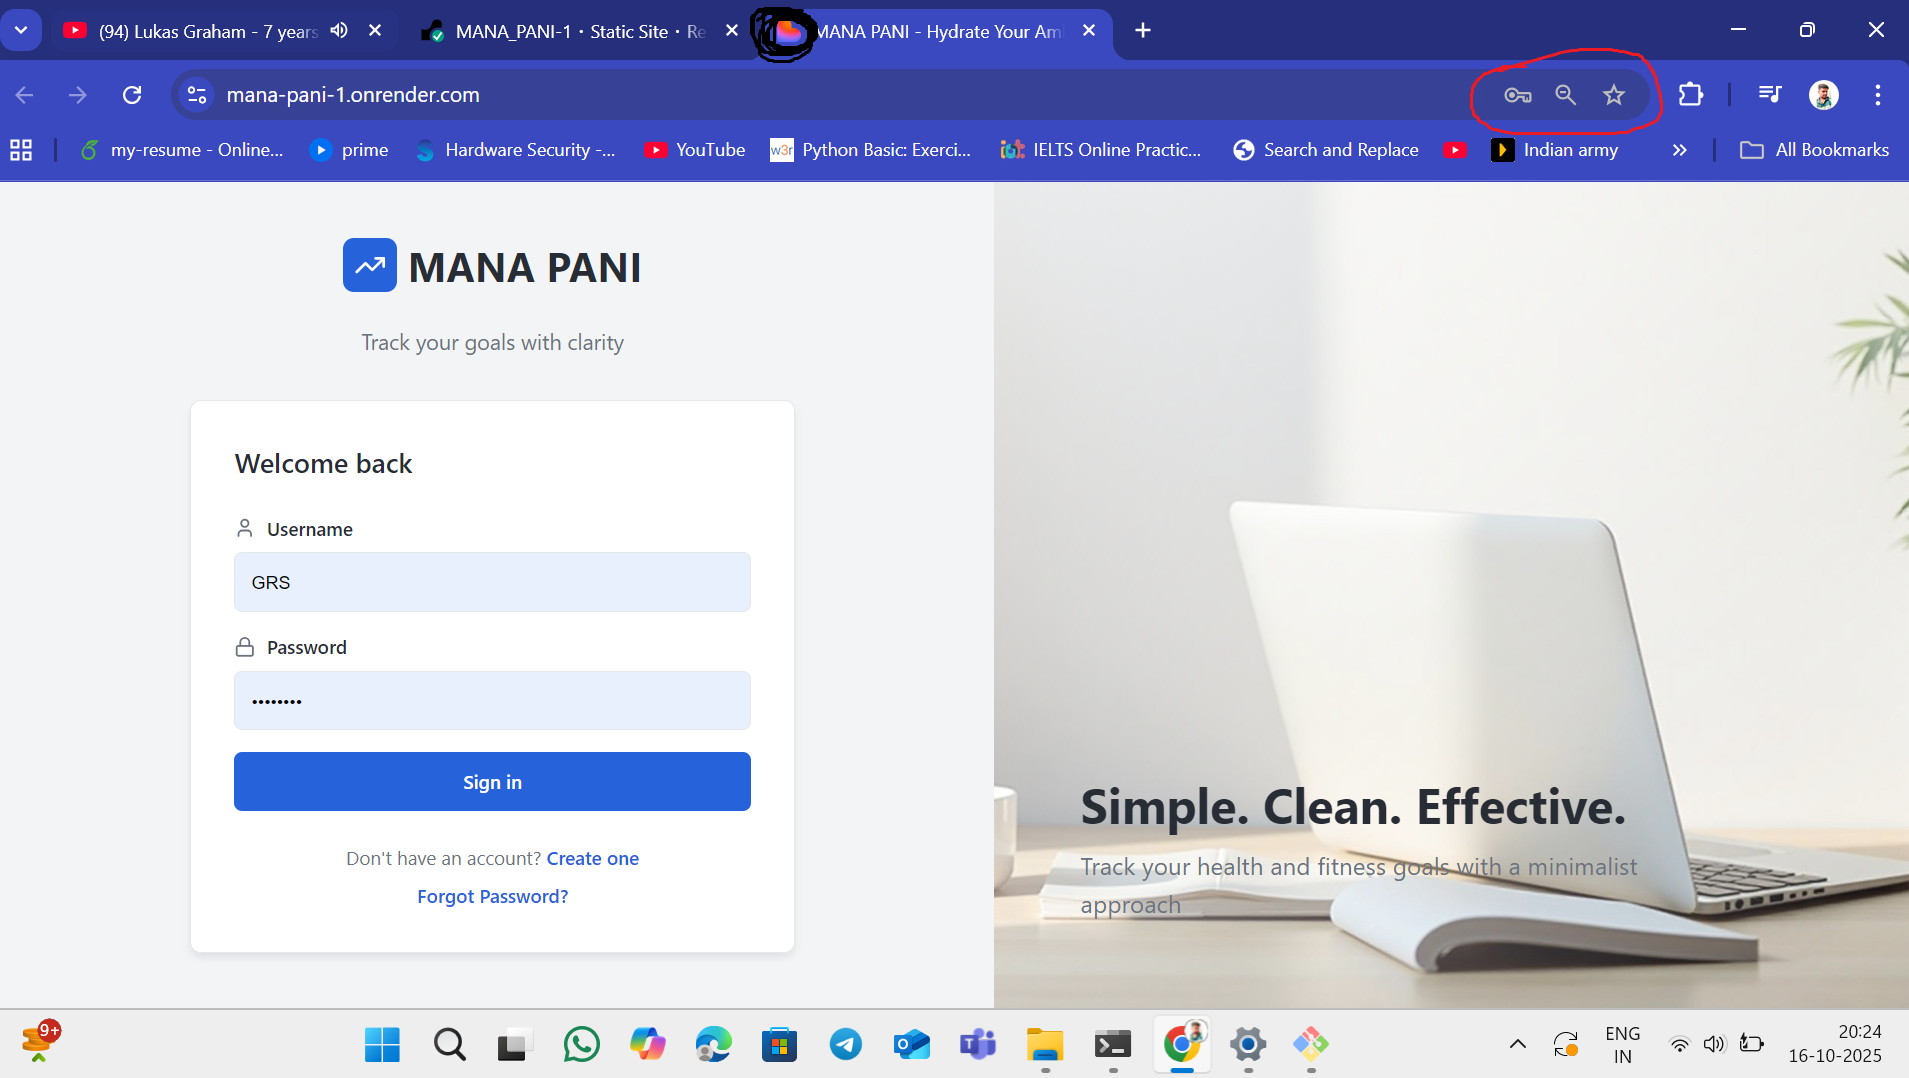 (94) Lukas Graham - 7 years
MANA_PANI-1 · Static Site · Re
MANA PANI - Hydrate Your Am
mana-pani-1.onrender.com
my-resume - Online...
prime
Hardware Security -...
YouTube
w3r
Python Basic: Exerci...
IELTS Online Practic...
Search and Replace
Indian army
All Bookmarks
MANA PANI
Track your goals with clarity
Welcome back
Username
GRS
Password
••••••••
Sign in
Don't have an account? Create one
Forgot Password?
Simple. Clean. Effective.
Track your health and fitness goals with a minimalist
approach
9+
ENG
IN
20:24
16-10-2025